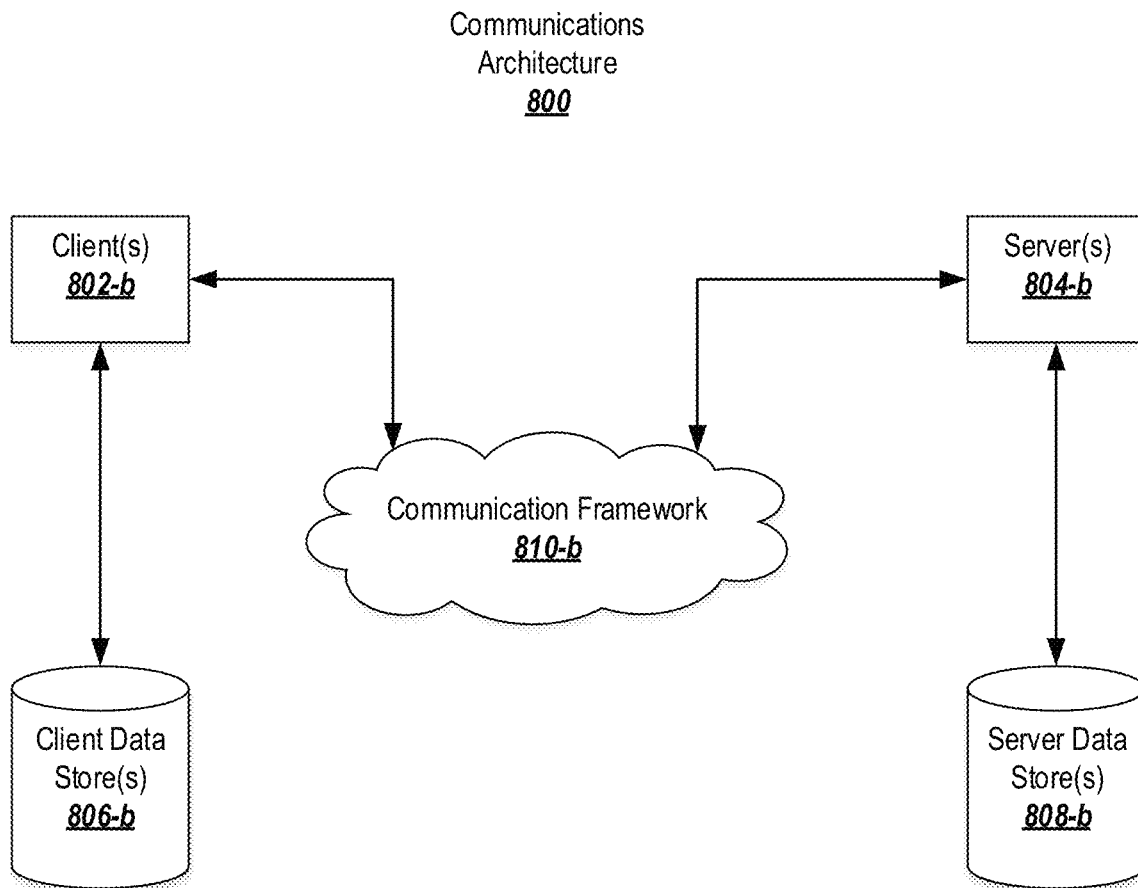 Communications
Architecture
800
Client(s)
802-b
Server(s)
804-b
Communication Framework
810-b
Client Data
Store(s)
806-b
Server Data
Store(s)
808-b